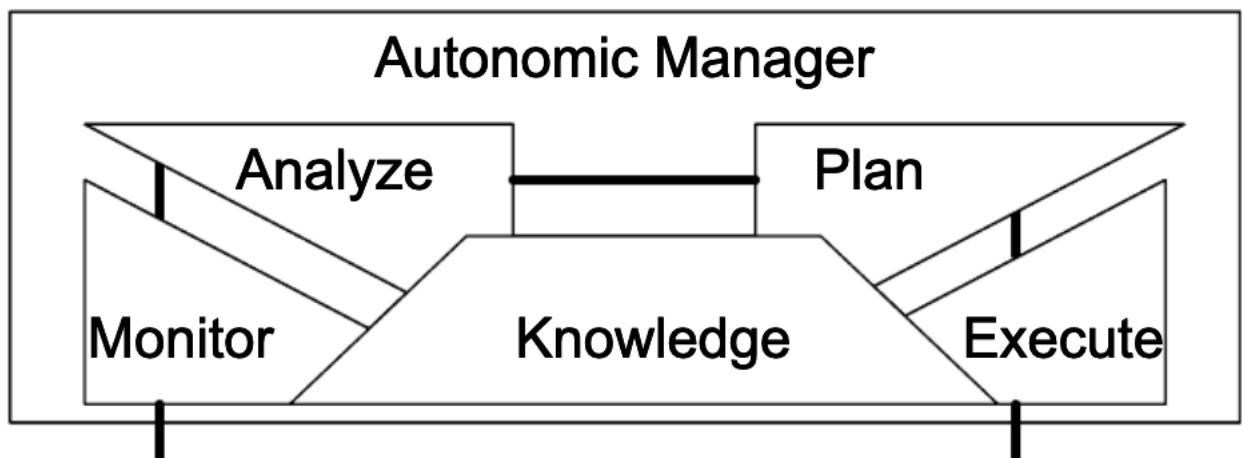 Autonomic Manager
Analyze
Plan
Monitor
Knowledge
Execute